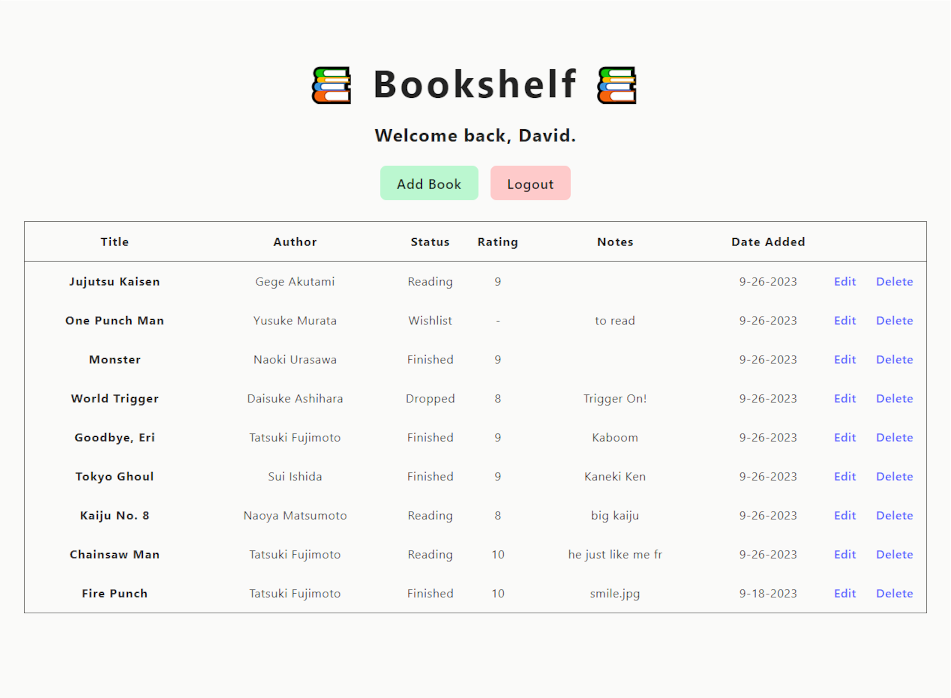 Bookshelf
Welcome back, David.
Add Book Logout
Title Author Status Rating Notes Date Added
Jujutsu Kaisen Gege Akutami Reading 9 9-26-2023 Edit Delete
One Punch Man Yusuke Murata Wishlist - to read 9-26-2023 Edit Delete
Monster Naoki Urasawa Finished 9 9-26-2023 Edit Delete
World Trigger Daisuke Ashihara Dropped 8 Trigger On! 9-26-2023 Edit Delete
Goodbye, Eri Tatsuki Fujimoto Finished 9 Kaboom 9-26-2023 Edit Delete
Tokyo Ghoul Sui Ishida Finished 9 Kaneki Ken 9-26-2023 Edit Delete
Kaiju No. 8 Naoya Matsumoto Reading 8 big kaiju 9-26-2023 Edit Delete
Chainsaw Man Tatsuki Fujimoto Reading 10 he just like me fr 9-26-2023 Edit Delete
Fire Punch Tatsuki Fujimoto Finished 10 smile.jpg 9-18-2023 Edit Delete